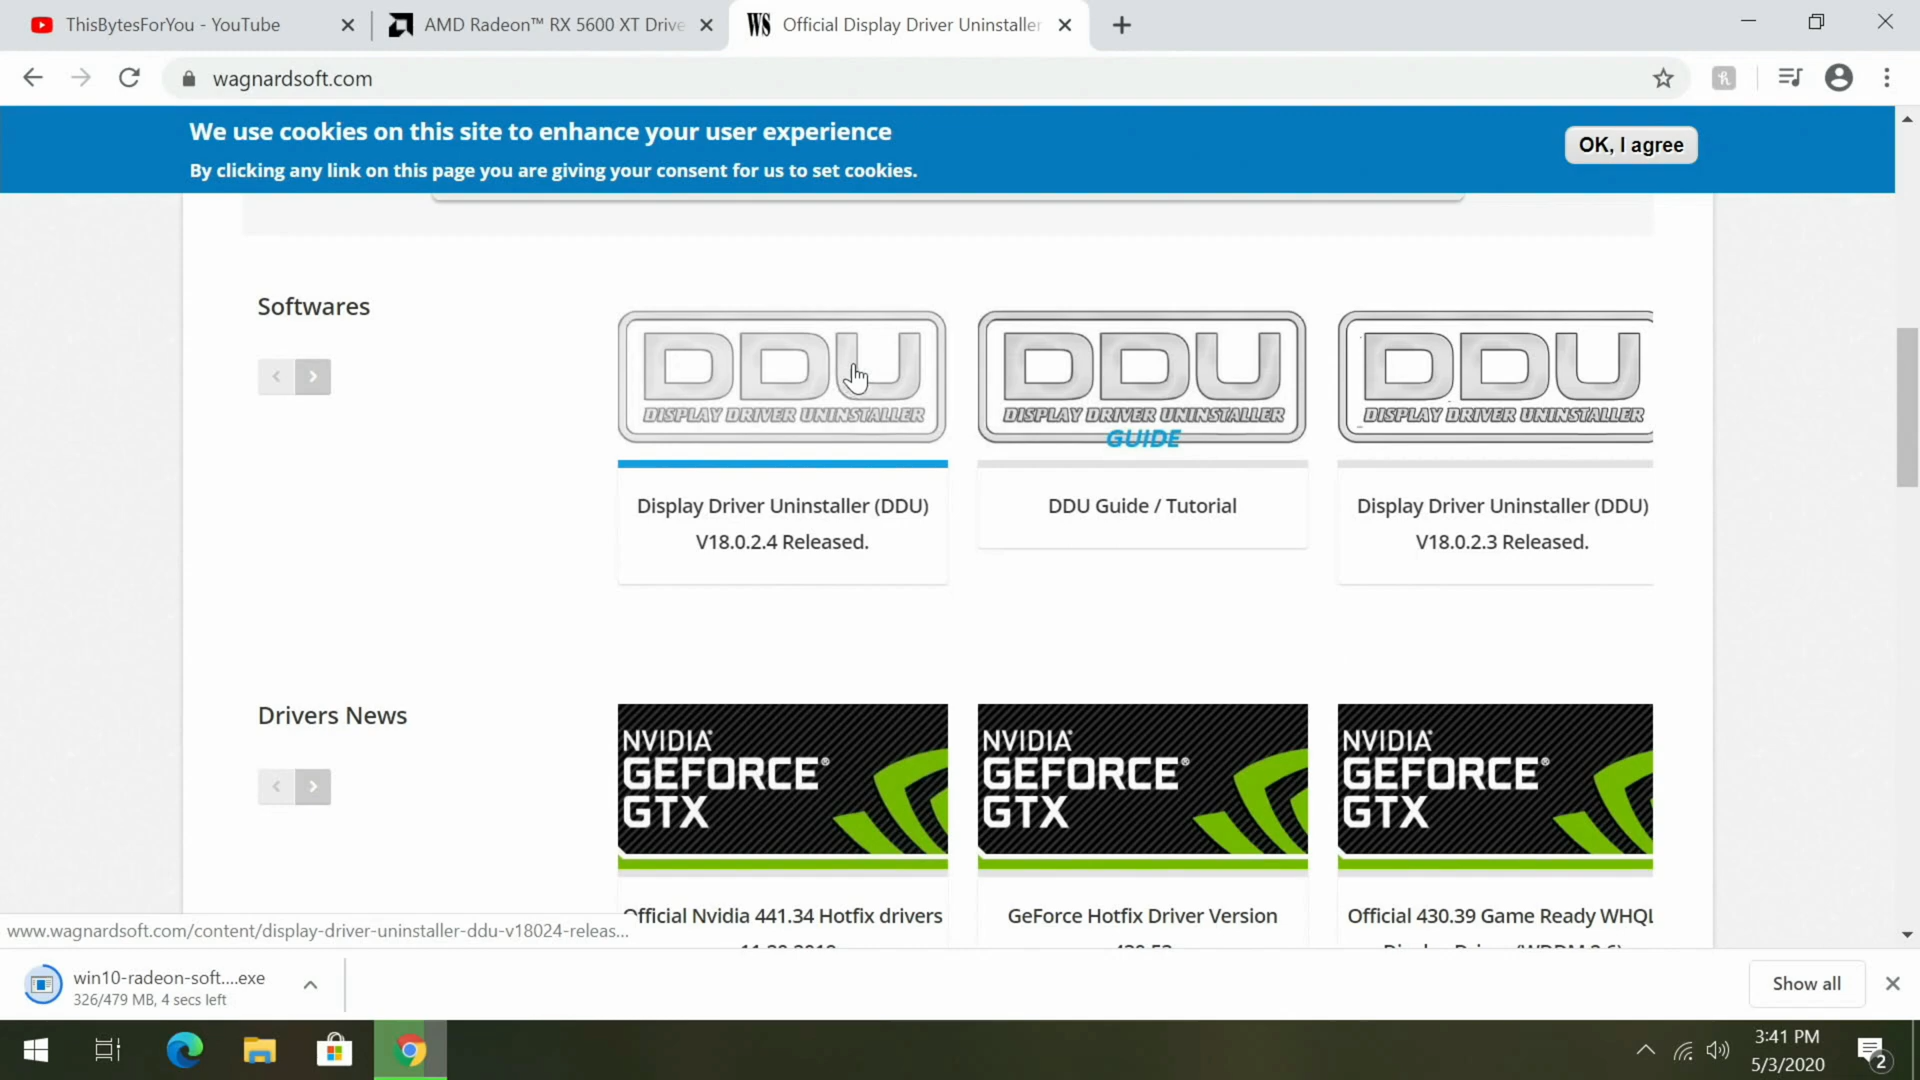 ThisBytesForYou - YouTube
AMD Radeon™ RX 5600 XT Drive
WS Official Display Driver Uninstaller
wagnardsoft.com
We use cookies on this site to enhance your user experience
By clicking any link on this page you are giving your consent for us to set cookies.
OK, I agree
Softwares
DDU
DISPLAY DRIVER UNINSTALLER
DDU
DISPLAY DRIVER UNINSTALLER
GUIDE
DDU
DISPLAY DRIVER UNINSTALLER
Display Driver Uninstaller (DDU)
V18.0.2.4 Released.
DDU Guide / Tutorial
Display Driver Uninstaller (DDU)
V18.0.2.3 Released.
Drivers News
NVIDIA®
GEFORCE®
GTX
NVIDIA®
GEFORCE®
GTX
NVIDIA®
GEFORCE®
GTX
Official Nvidia 441.34 Hotfix drivers
GeForce Hotfix Driver Version
Official 430.39 Game Ready WHQL
www.wagnardsoft.com/content/display-driver-uninstaller-ddu-v18024-releas...
win10-radeon-soft....exe
326/479 MB, 4 secs left
Show all
3:41 PM
5/3/2020
2